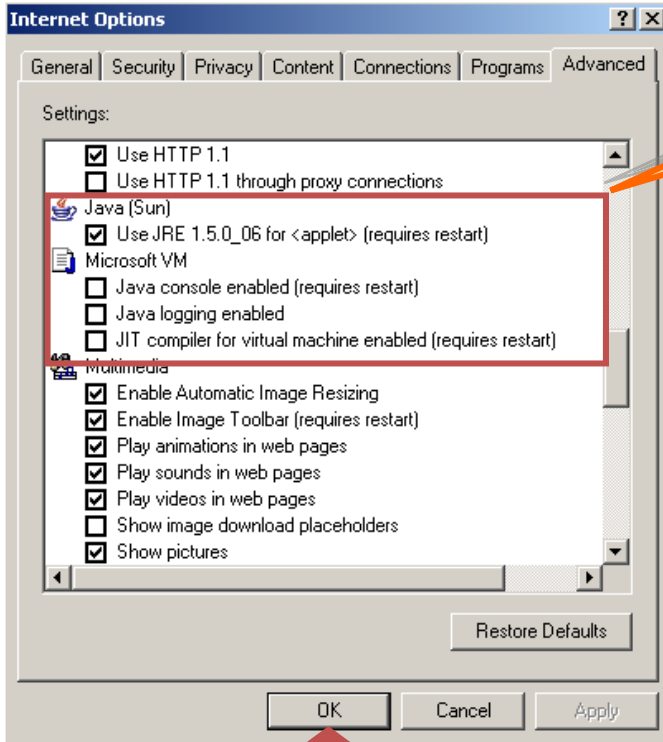 Internet Options
General Security Privacy Content Connections Programs Advanced
Settings:
Use HTTP 1.1
Use HTTP 1.1 through proxy connections
Java (Sun)
Use JRE 1.5.0_06 for <applet> (requires restart)
Microsoft VM
Java console enabled (requires restart)
Java logging enabled
JIT compiler for virtual machine enabled (requires restart)
Multimedia
Enable Automatic Image Resizing
Enable Image Toolbar (requires restart)
Play animations in web pages
Play sounds in web pages
Play videos in web pages
Show image download placeholders
Show pictures
Restore Defaults
OK Cancel Apply